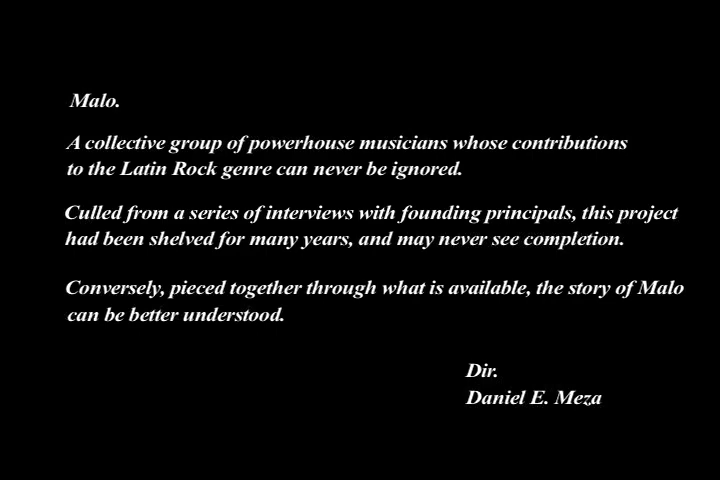 Malo.
A collective group of powerhouse musicians whose contributions
to the Latin Rock genre can never be ignored.
Culled from a series of interviews with founding principals, this project
had been shelved for many years, and may never see completion.
Conversely, pieced together through what is available, the story of Malo
can be better understood.
Dir.
Daniel E. Meza